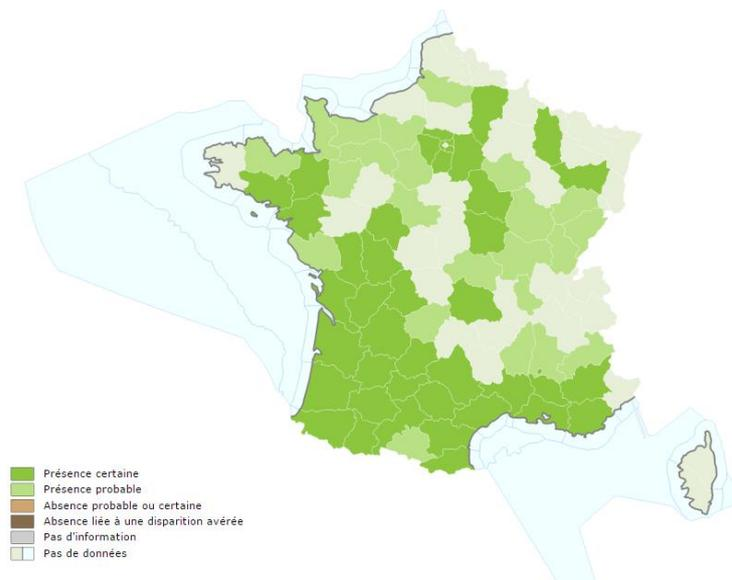 Présence certaine
Présence probable
Absence probable ou certaine
Absence liée à une disparition avérée
Pas d'information
Pas de données